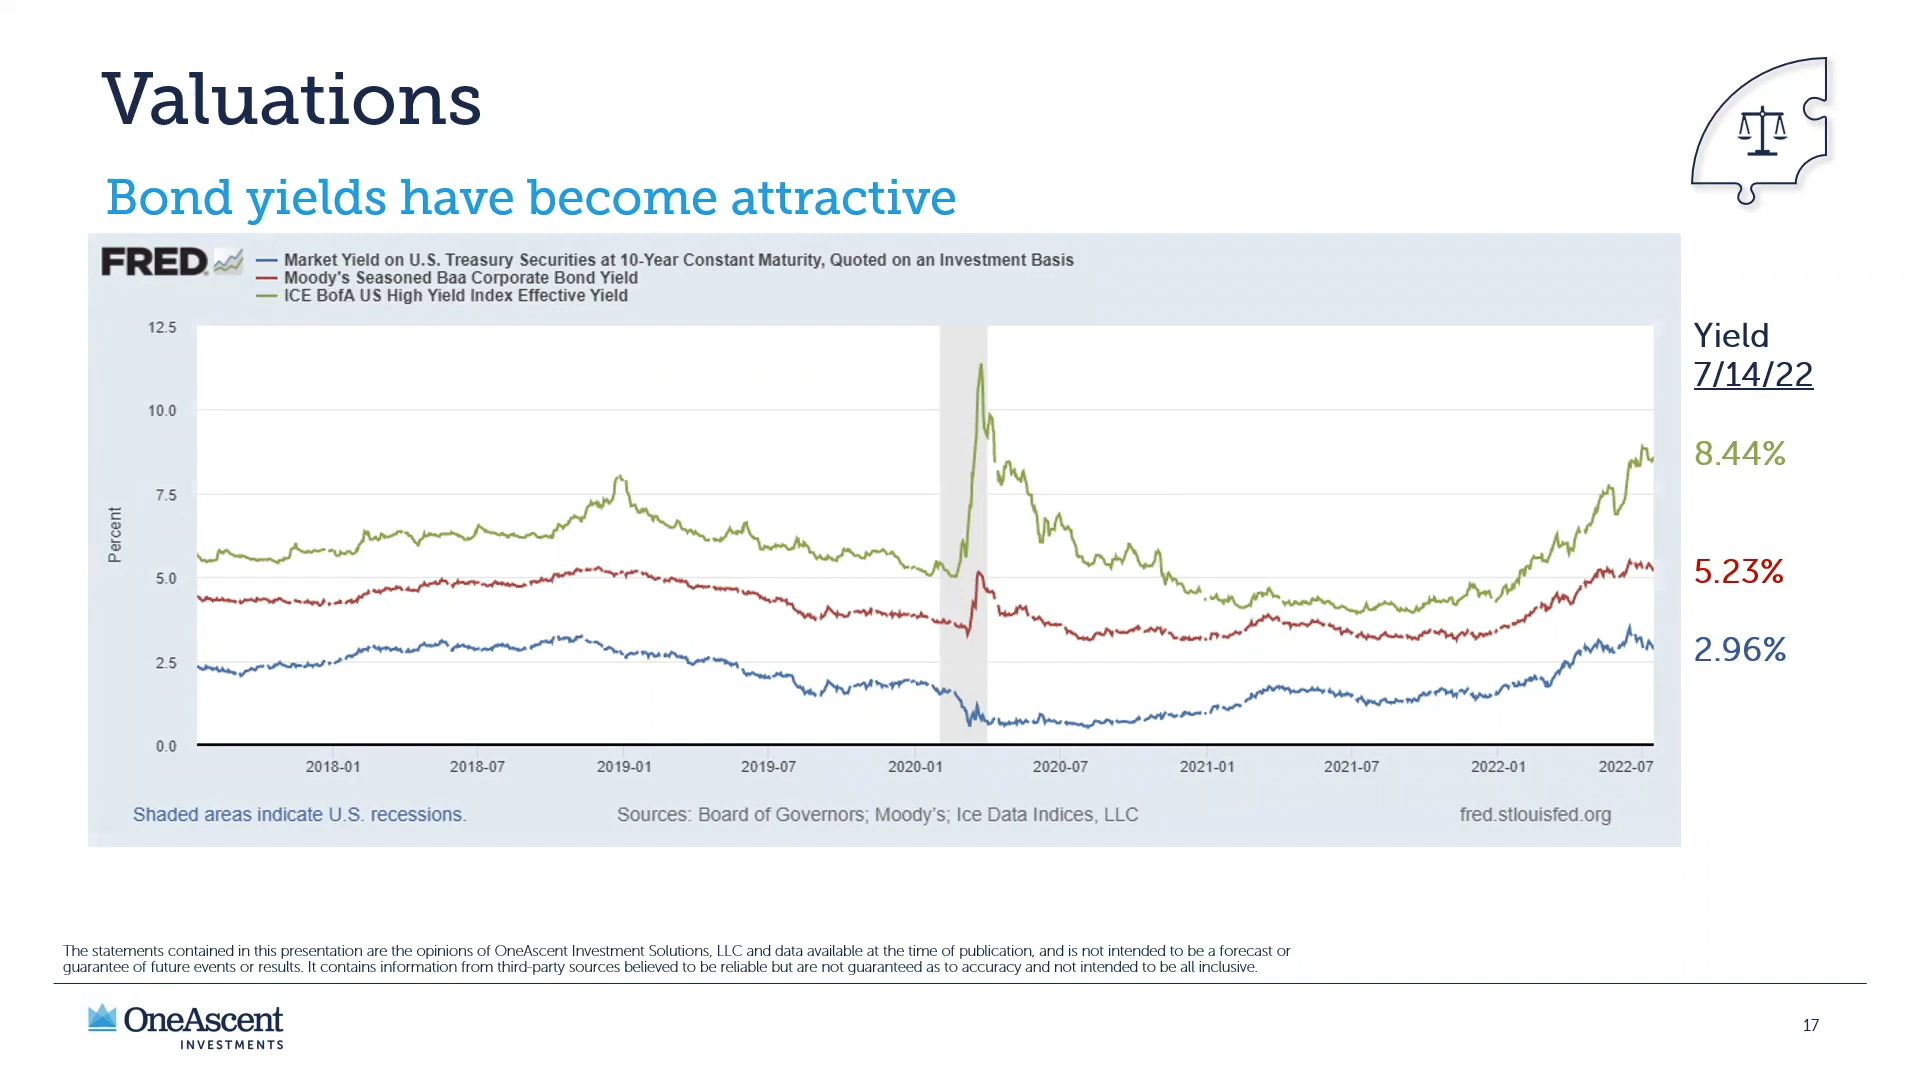 Valuations
Bond yields have become attractive
FRED
Market Yield on U.S. Treasury Securities at 10-Year Constant Maturity, Quoted on an Investment Basis
Moody's Seasoned Baa Corporate Bond Yield
ICE BofA US High Yield Index Effective Yield
Percent
12.5
10.0
7.5
5.0
2.5
0.0
2018-01
2018-07
2019-01
2019-07
2020-01
2020-07
2021-01
2021-07
2022-01
2022-07
Shaded areas indicate U.S. recessions.
Sources: Board of Governors; Moody's; Ice Data Indices, LLC
fred.stlouisfed.org
Yield
7/14/22
8.44%
5.23%
2.96%
The statements contained in this presentation are the opinions of OneAscent Investment Solutions, LLC and data available at the time of publication, and is not intended to be a forecast or
guarantee of future events or results. It contains information from third-party sources believed to be reliable but are not guaranteed as to accuracy and not intended to be all inclusive.
OneAscent
INVESTMENTS
17